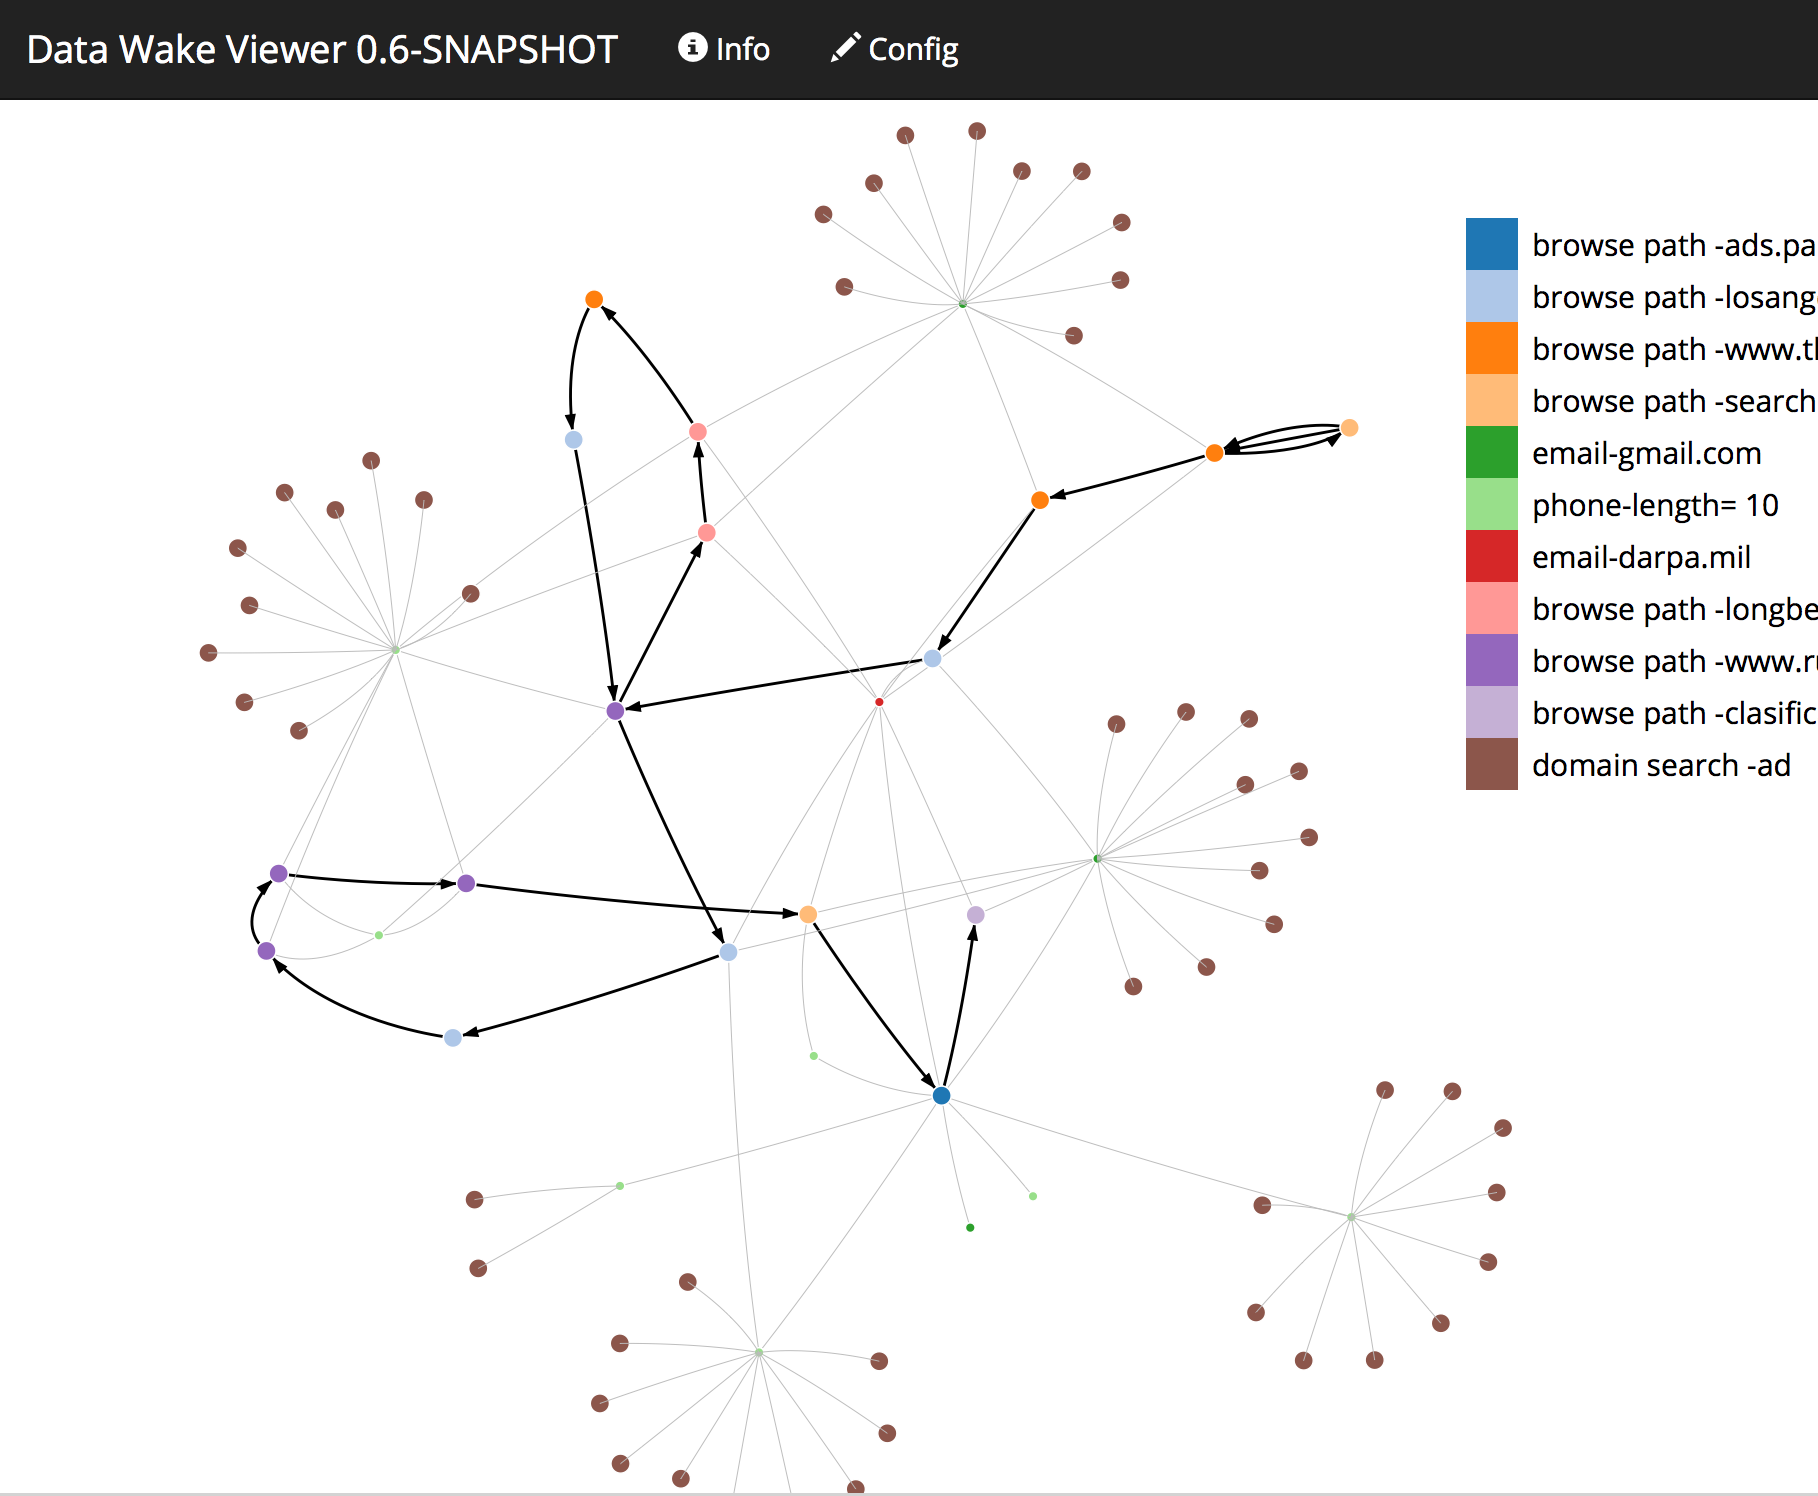 Data Wake Viewer 0.6-SNAPSHOT Info Config
browse path -ads.pa
browse path -losang
browse path -www.tl
browse path -search
email-gmail.com
phone-length= 10
email-darpa.mil
browse path -longbe
browse path -www.r
browse path -clasific
domain search -ad